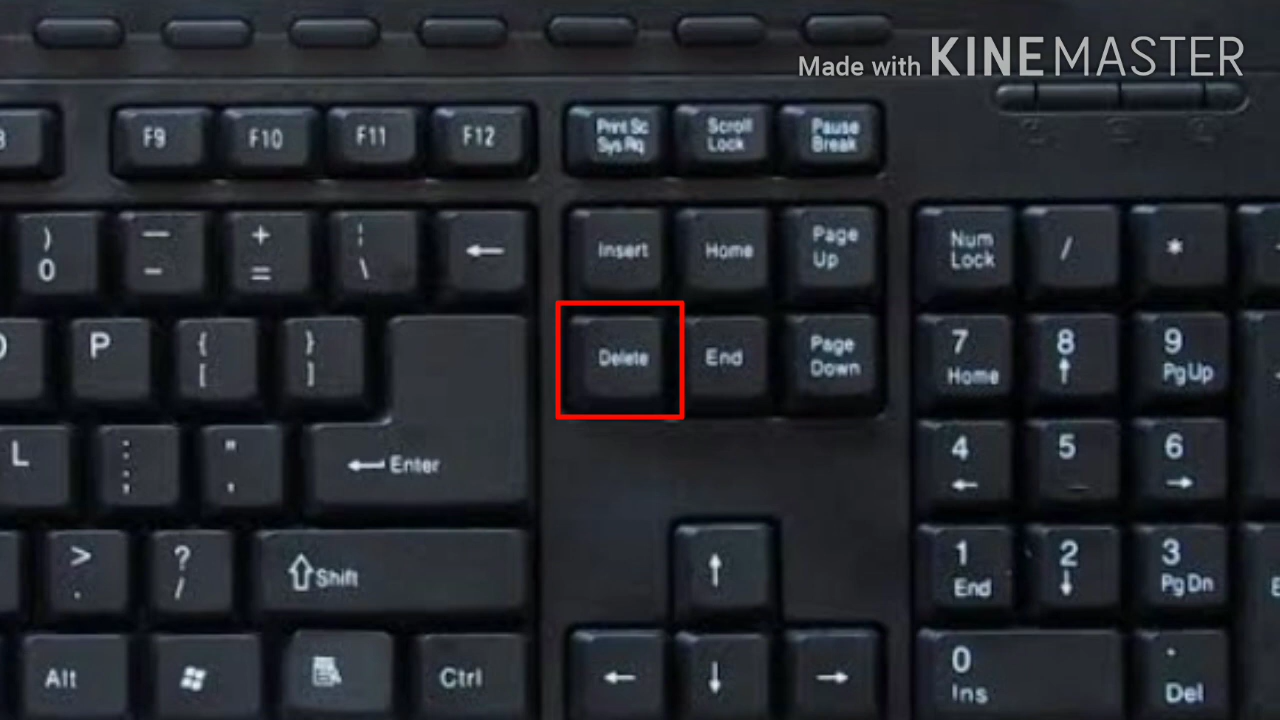 Made with KINEMASTER
F9 F10 F11 F12 Print Sc Scroll Pause
Sys Rq Lock Break
) — + ¦ ←
0 - = \
Insert Home Page Up
Num Lock / *
P { }
[ ]
Delete End Page Down
7 8 9
Home ↑ PgUp
L : "
; ,
← Enter
4 5 6
← →
> ?
. /
⇧ Shift
↑
1 2 3
End ↓ PgDn
Alt Ctrl
← ↓ →
0 .
Ins Del